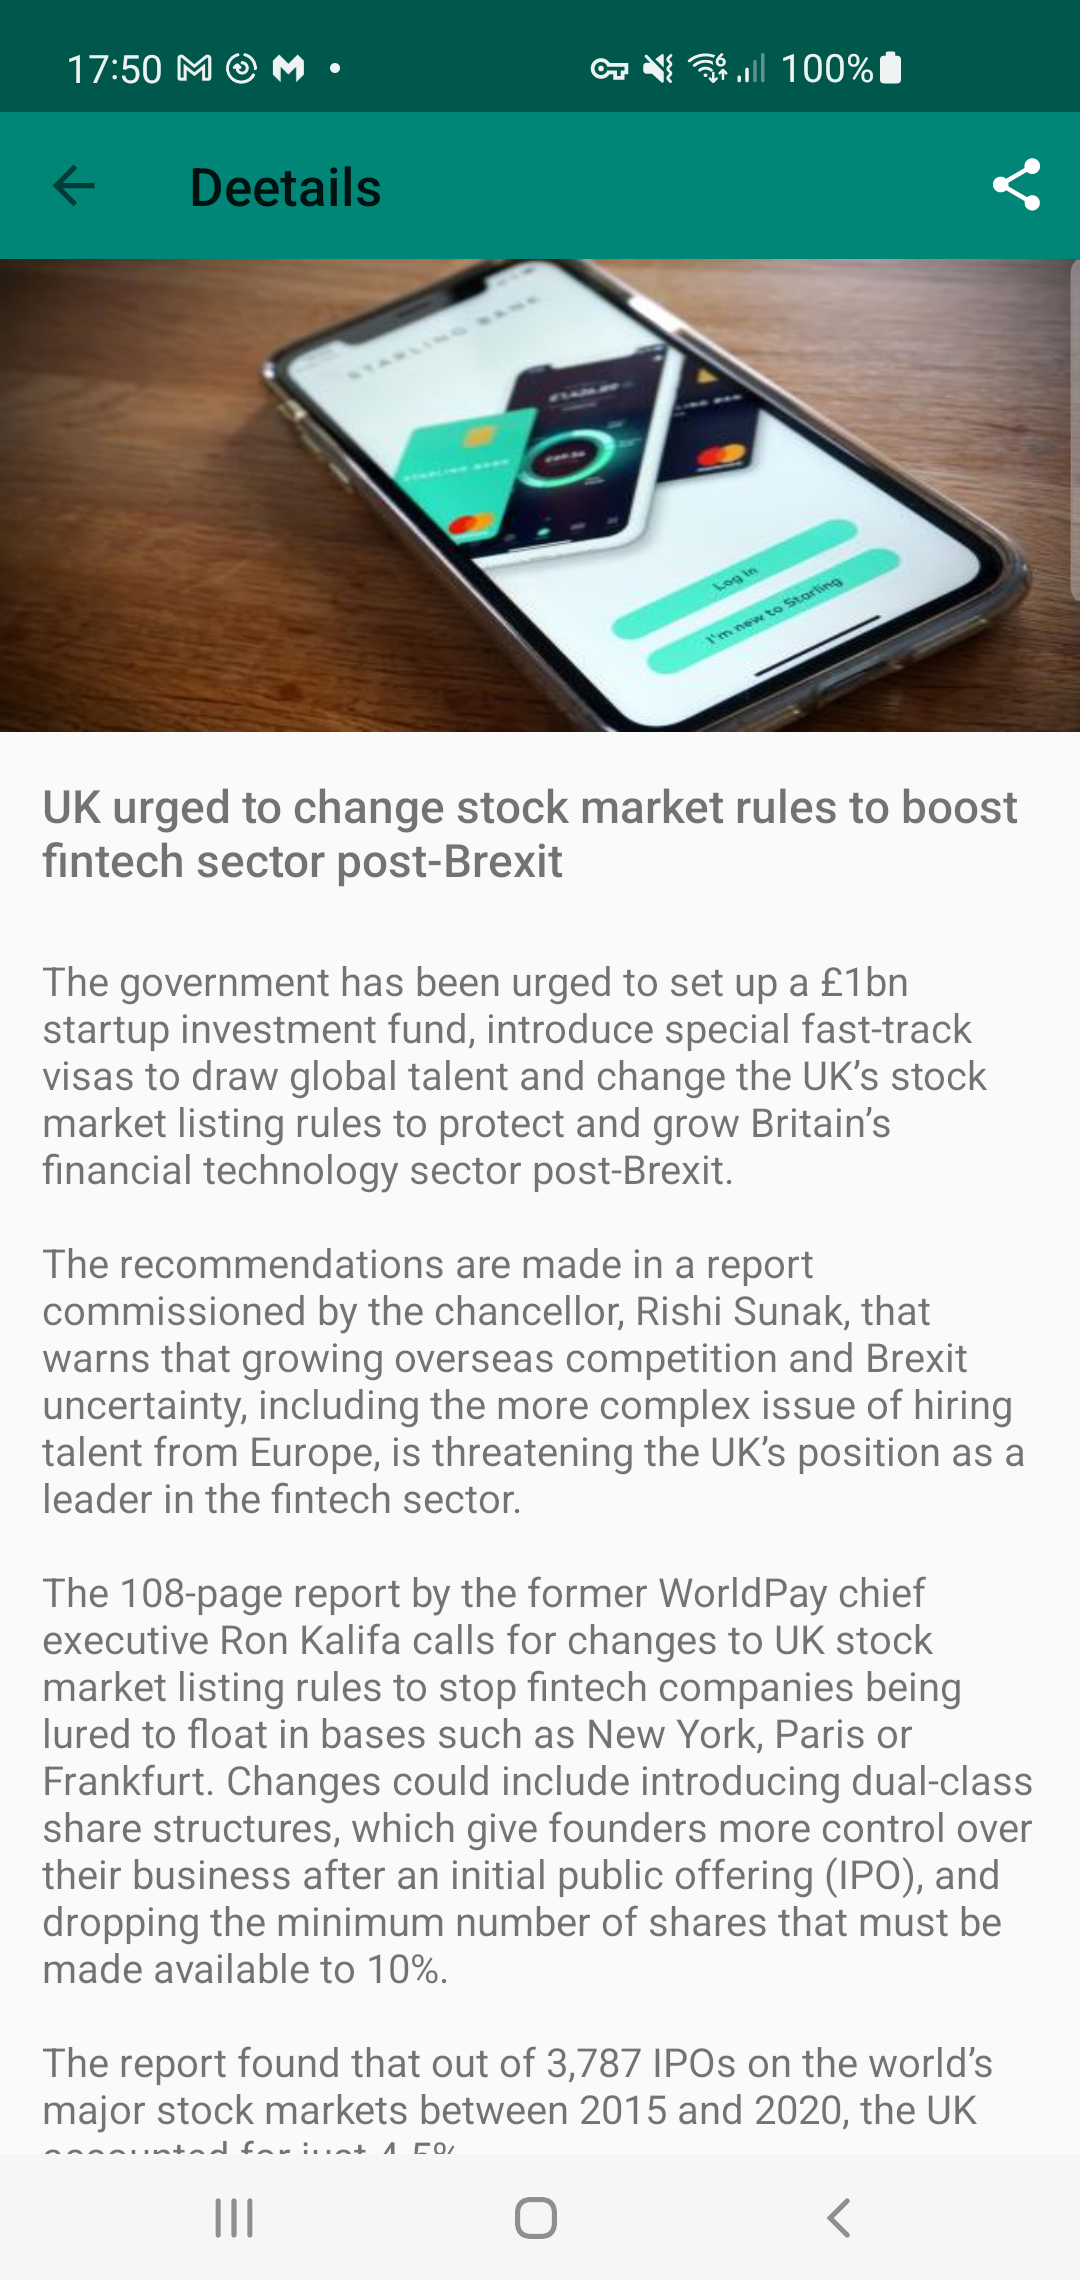 17:50
100%
Deetails
STARLING BANK
STARLING BANK
Log in
I'm new to Starling
UK urged to change stock market rules to boost
fintech sector post-Brexit
The government has been urged to set up a £1bn
startup investment fund, introduce special fast-track
visas to draw global talent and change the UK’s stock
market listing rules to protect and grow Britain’s
financial technology sector post-Brexit.
The recommendations are made in a report
commissioned by the chancellor, Rishi Sunak, that
warns that growing overseas competition and Brexit
uncertainty, including the more complex issue of hiring
talent from Europe, is threatening the UK’s position as a
leader in the fintech sector.
The 108-page report by the former WorldPay chief
executive Ron Kalifa calls for changes to UK stock
market listing rules to stop fintech companies being
lured to float in bases such as New York, Paris or
Frankfurt. Changes could include introducing dual-class
share structures, which give founders more control over
their business after an initial public offering (IPO), and
dropping the minimum number of shares that must be
made available to 10%.
The report found that out of 3,787 IPOs on the world’s
major stock markets between 2015 and 2020, the UK
accounted for just 4.5%